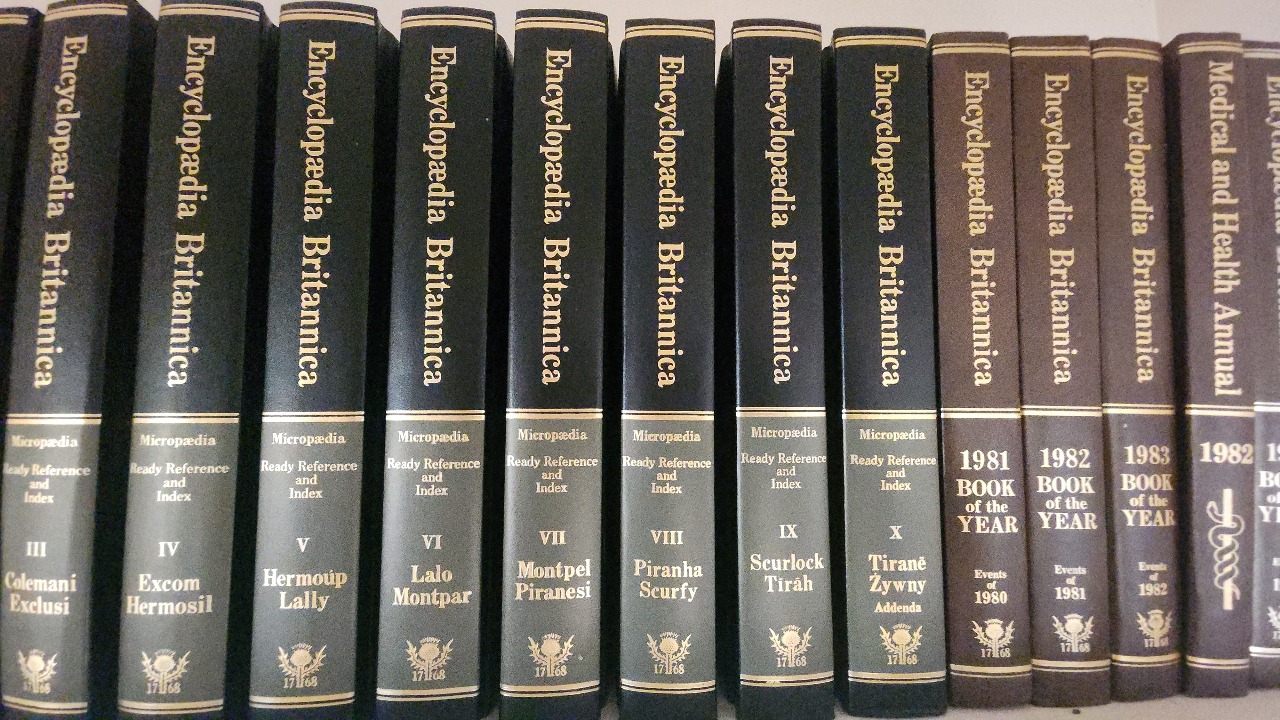 Encyclopædia Britannica
Micropædia
Ready Reference
and
Index
III
Colemani
Exclusi
1768
Encyclopædia Britannica
Micropædia
Ready Reference
and
Index
IV
Excom
Hermosil
1768
Encyclopædia Britannica
Micropædia
Ready Reference
and
Index
V
Hermoúp
Lally
1768
Encyclopædia Britannica
Micropædia
Ready Reference
and
Index
VI
Lalo
Montpar
1768
Encyclopædia Britannica
Micropædia
Ready Reference
and
Index
VII
Montpel
Piranesi
1768
Encyclopædia Britannica
Micropædia
Ready Reference
and
Index
VIII
Piranha
Scurfy
1768
Encyclopædia Britannica
Micropædia
Ready Reference
and
Index
IX
Scurlock
Tirāh
1768
Encyclopædia Britannica
Micropædia
Ready Reference
and
Index
X
Tiranë
Żywny
Addenda
1768
Encyclopædia Britannica
1981
BOOK
of the
YEAR
Events
of
1980
1768
Encyclopædia Britannica
1982
BOOK
of the
YEAR
Events
of
1981
1768
Encyclopædia Britannica
1983
BOOK
of the
YEAR
Events
of
1982
1768
Medical and Health Annual
1982